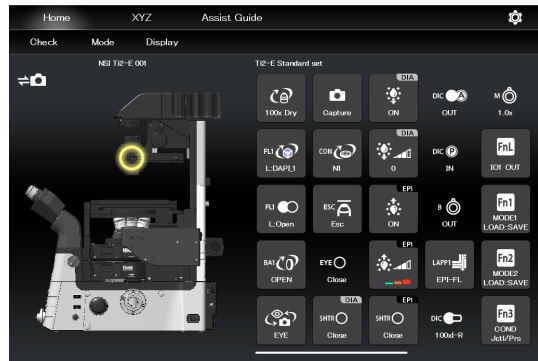 Home XYZ Assist Guide
Check Mode Display
NSI Ti2-E 001
Ti2-E Standard set
100x Dry
Capture
DIA
ON
DIC A
OUT
M
1.0x
FL1
L:DAPI_1
CON
N1
DIA
0
DIC P
IN
FnL
IO1 OUT
FL1
L:Open
ESC
Esc
EPI
ON
B
OUT
Fn1
MODE1
LOAD:SAVE
BA1
OPEN
EYE
Close
EPI
LAPP1
EPI-FL
Fn2
MODE2
LOAD:SAVE
EYE
DIA
SHTR
Close
EPI
SHTR
Close
DIC
Fn3
COND
Jctl/Prs